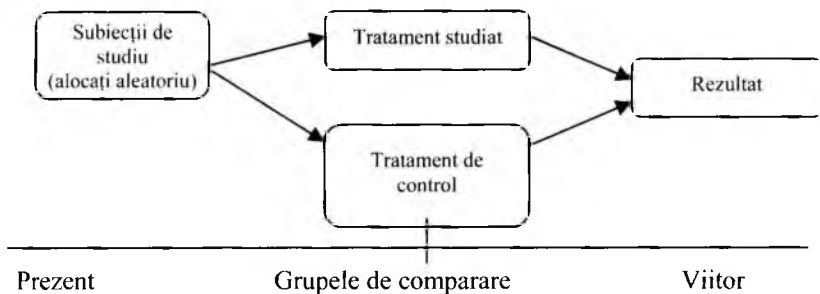 Subiecții de
studiu
(alocați aleatoriu)
Tratament studiat
Tratament de
control
Rezultat
Prezent
Grupele de comparare
Viitor